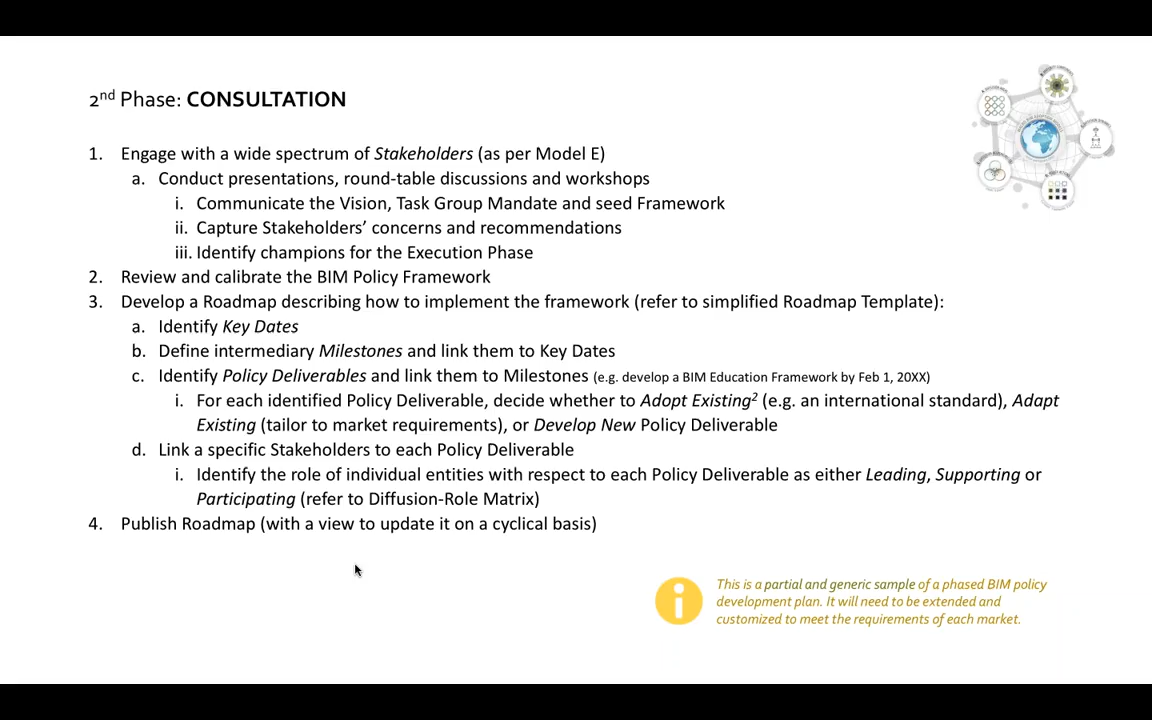 2nd Phase: CONSULTATION
1. Engage with a wide spectrum of Stakeholders (as per Model E)
a. Conduct presentations, round-table discussions and workshops
i. Communicate the Vision, Task Group Mandate and seed Framework
ii. Capture Stakeholders’ concerns and recommendations
iii. Identify champions for the Execution Phase
2. Review and calibrate the BIM Policy Framework
3. Develop a Roadmap describing how to implement the framework (refer to simplified Roadmap Template):
a. Identify Key Dates
b. Define intermediary Milestones and link them to Key Dates
c. Identify Policy Deliverables and link them to Milestones (e.g. develop a BIM Education Framework by Feb 1, 20XX)
i. For each identified Policy Deliverable, decide whether to Adopt Existing2 (e.g. an international standard), Adapt
Existing (tailor to market requirements), or Develop New Policy Deliverable
d. Link a specific Stakeholders to each Policy Deliverable
i. Identify the role of individual entities with respect to each Policy Deliverable as either Leading, Supporting or
Participating (refer to Diffusion-Role Matrix)
4. Publish Roadmap (with a view to update it on a cyclical basis)
This is a partial and generic sample of a phased BIM policy
development plan. It will need to be extended and
customized to meet the requirements of each market.